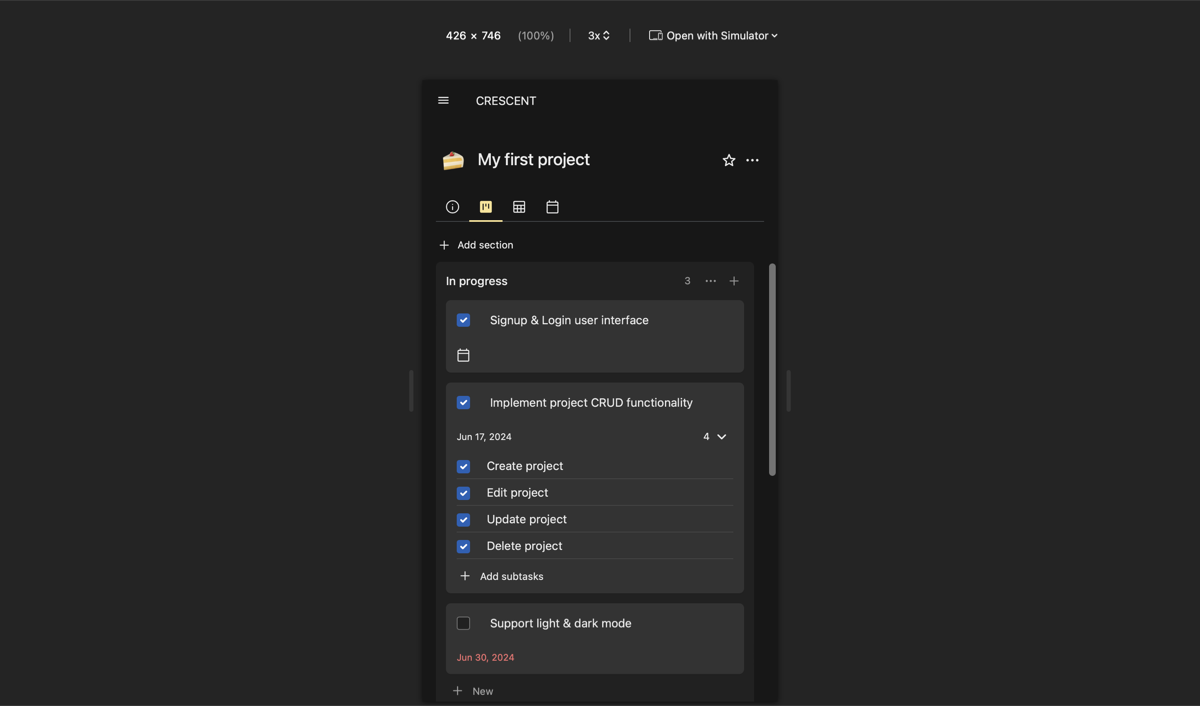 426 × 746 (100%) 3x Open with Simulator
CRESCENT
My first project
Add section
In progress 3
Signup & Login user interface
Implement project CRUD functionality
Jun 17, 2024 4
Create project
Edit project
Update project
Delete project
Add subtasks
Support light & dark mode
Jun 30, 2024
New